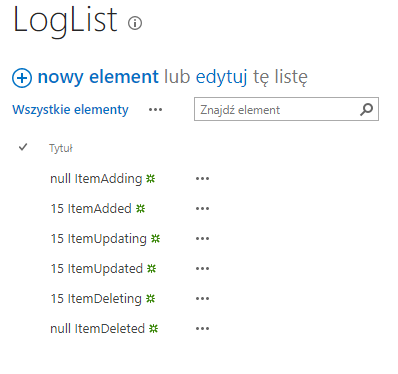 LogList
nowy element lub edytuj tę listę
Wszystkie elementy ••• Znajdź element
Tytuł
null ItemAdding •••
15 ItemAdded •••
15 ItemUpdating •••
15 ItemUpdated •••
15 ItemDeleting •••
null ItemDeleted •••